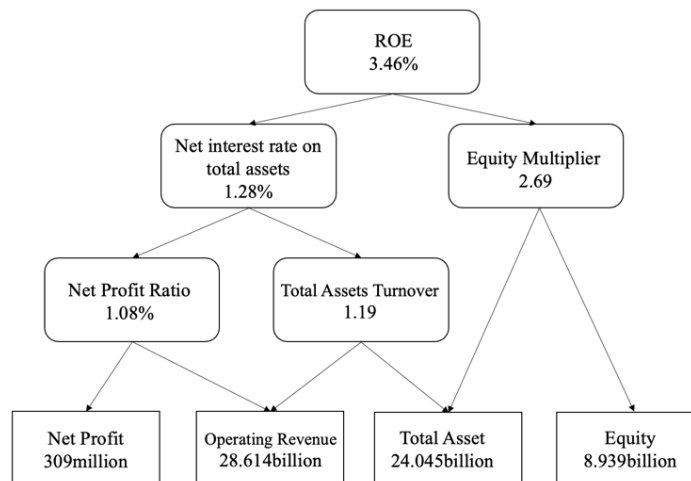 ROE
3.46%
Net interest rate on
total assets
1.28%
Equity Multiplier
2.69
Net Profit Ratio
1.08%
Total Assets Turnover
1.19
Net Profit
309million
Operating Revenue
28.614billion
Total Asset
24.045billion
Equity
8.939billion